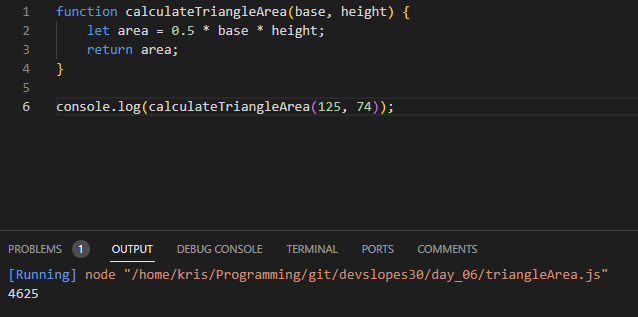 1 function calculateTriangleArea(base, height) {
2     let area = 0.5 * base * height;
3     return area;
4 }
5
6 console.log(calculateTriangleArea(125, 74));
PROBLEMS 1 OUTPUT DEBUG CONSOLE TERMINAL PORTS COMMENTS
[Running] node "/home/kris/Programming/git/devslopes30/day_06/triangleArea.js"
4625